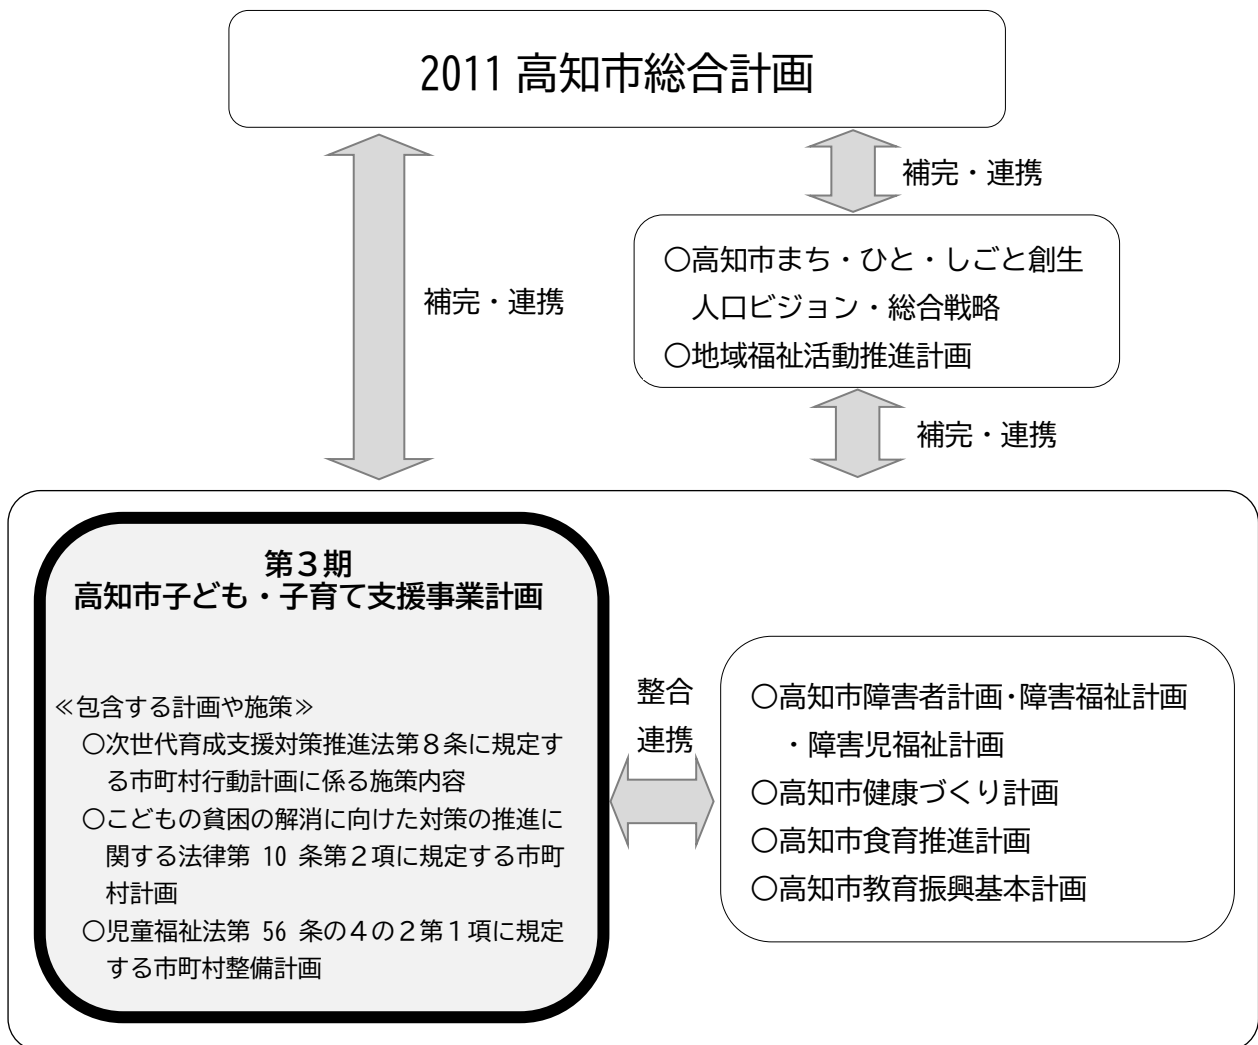 2011 高知市総合計画
補完・連携
〇高知市まち・ひと・しごと創生
人口ビジョン・総合戦略
〇地域福祉活動推進計画
補完・連携
補完・連携
第３期
高知市子ども・子育て支援事業計画
≪包含する計画や施策≫
〇次世代育成支援対策推進法第８条に規定す
る市町村行動計画に係る施策内容
〇こどもの貧困の解消に向けた対策の推進に
関する法律第 10 条第２項に規定する市町
村計画
〇児童福祉法第 56 条の４の２第１項に規定
する市町村整備計画
整合
連携
〇高知市障害者計画・障害福祉計画
・障害児福祉計画
〇高知市健康づくり計画
〇高知市食育推進計画
〇高知市教育振興基本計画